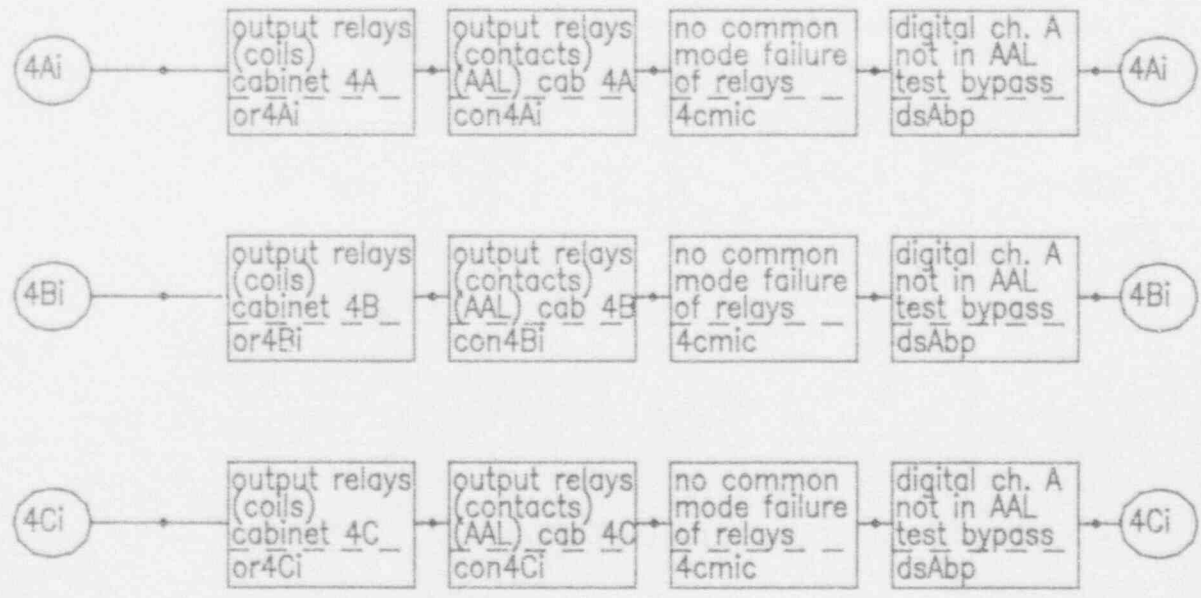 4Ai
output relays
(coils)
cabinet 4A
or4Ai
output relays
(contacts)
(AAL) cab 4A
con4Ai
no common
mode failure
of relays
4cmic
digital ch. A
not in AAL
test bypass
dsAbp
4Ai
4Bi
output relays
(coils)
cabinet 4B
or4Bi
output relays
(contacts)
(AAL) cab 4B
con4Bi
no common
mode failure
of relays
4cmic
digital ch. A
not in AAL
test bypass
dsAbp
4Bi
4Ci
output relays
(coils)
cabinet 4C
or4Ci
output relays
(contacts)
(AAL) cab 4C
con4Ci
no common
mode failure
of relays
4cmic
digital ch. A
not in AAL
test bypass
dsAbp
4Ci